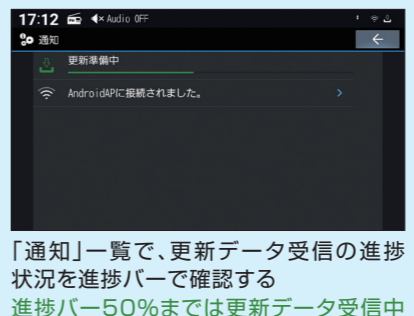 17:12 Audio OFF
通知
更新準備中
AndroidAPに接続されました。
「通知」一覧で、更新データ受信の進捗
状況を進捗バーで確認する
進捗バー50%までは更新データ受信中